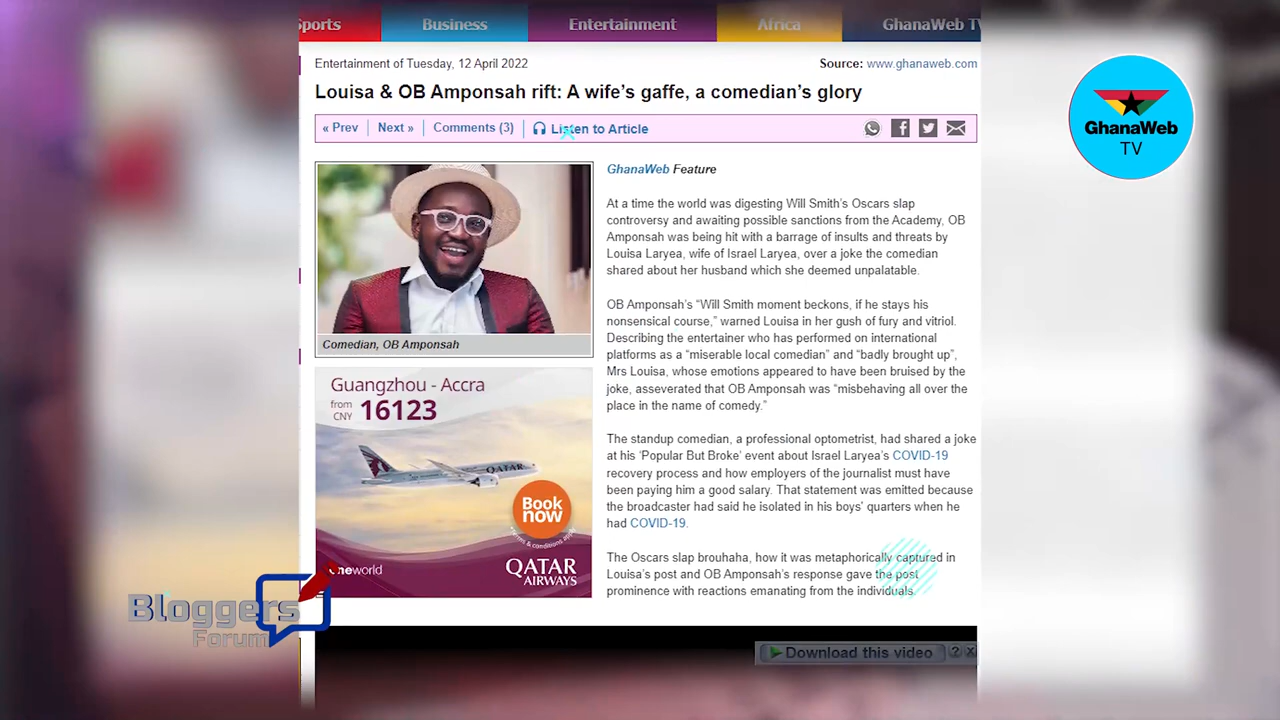 Sports
Business
Entertainment
Africa
GhanaWeb TV
Entertainment of Tuesday, 12 April 2022
Source: www.ghanaweb.com
Louisa & OB Amponsah rift: A wife's gaffe, a comedian's glory
« Prev
Next »
Comments (3)
Listen to Article
GhanaWeb
TV
Comedian, OB Amponsah
Guangzhou - Accra
from
CNY 16123
QATAR
Book
now
*Terms & conditions apply
oneworld
QATAR
AIRWAYS
GhanaWeb Feature
At a time the world was digesting Will Smith's Oscars slap
controversy and awaiting possible sanctions from the Academy, OB
Amponsah was being hit with a barrage of insults and threats by
Louisa Laryea, wife of Israel Laryea, over a joke the comedian
shared about her husband which she deemed unpalatable.
OB Amponsah's “Will Smith moment beckons, if he stays his
nonsensical course,” warned Louisa in her gush of fury and vitriol.
Describing the entertainer who has performed on international
platforms as a “miserable local comedian” and “badly brought up”,
Mrs Louisa, whose emotions appeared to have been bruised by the
joke, asseverated that OB Amponsah was “misbehaving all over the
place in the name of comedy.”
The standup comedian, a professional optometrist, had shared a joke
at his ‘Popular But Broke’ event about Israel Laryea's COVID-19
recovery process and how employers of the journalist must have
been paying him a good salary. That statement was emitted because
the broadcaster had said he isolated in his boys’ quarters when he
had COVID-19.
The Oscars slap brouhaha, how it was metaphorically captured in
Louisa's post and OB Amponsah's response gave the post
prominence with reactions emanating from the individuals
Bloggers
Forum
Download this video
? X